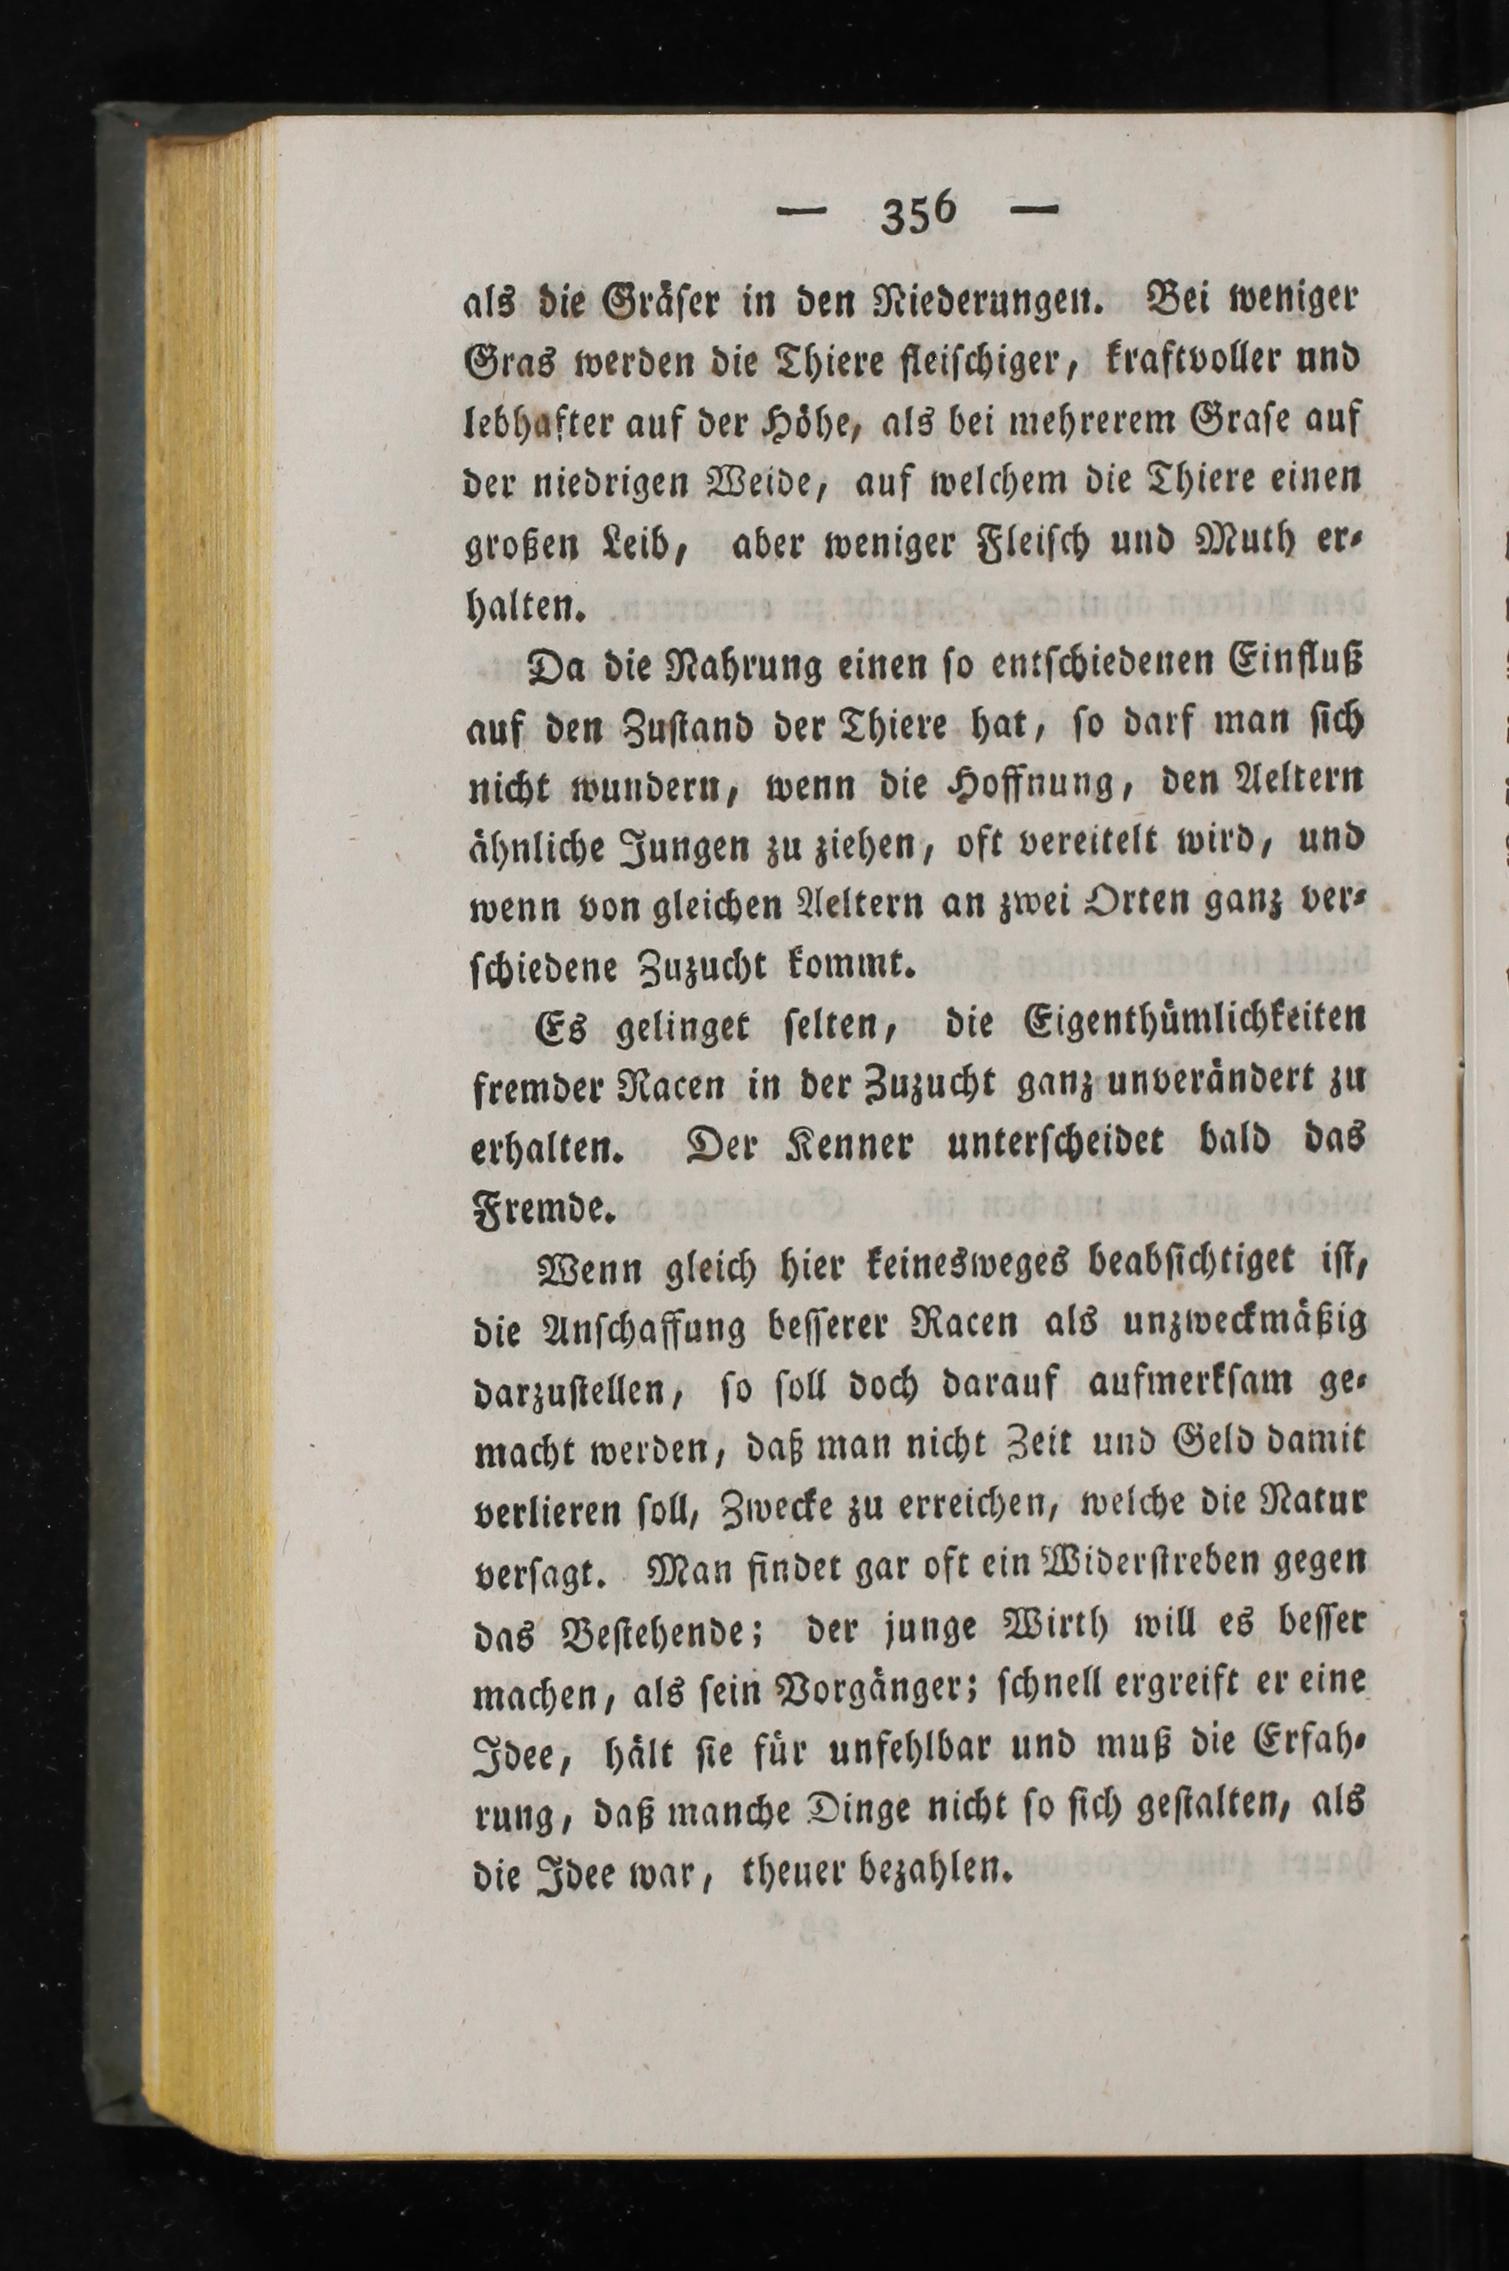 — 356 —
als die Gräſer in den Niederungen. Bei weniger
Gras werden die Thiere fleiſchiger, kraftvoller und
lebhafter auf der Höhe, als bei mehrerem Graſe auf
der niedrigen Weide, auf welchem die Thiere einen
großen Leib, aber weniger Fleiſch und Muth er⸗
halten.
Da die Nahrung einen ſo entſchiedenen Einfluß
auf den Zuſtand der Thiere hat, ſo darf man ſich
nicht wundern, wenn die Hoffnung, den Aeltern
ähnliche Jungen zu ziehen, oft vereitelt wird, und
wenn von gleichen Aeltern an zwei Orten ganz ver⸗
ſchiedene Zuzucht kommt.
Es gelinget ſelten, die Eigenthümlichkeiten
fremder Racen in der Zuzucht ganz unverändert zu
erhalten. Der Kenner unterſcheidet bald das
Fremde.
Wenn gleich hier keinesweges beabſichtiget iſt,
die Anſchaffung beſſerer Racen als unzweckmäßig
darzuſtellen, ſo ſoll doch darauf aufmerkſam ge⸗
macht werden, daß man nicht Zeit und Geld damit
verlieren ſoll, Zwecke zu erreichen, welche die Natur
verſagt. Man findet gar oft ein Widerſtreben gegen
das Beſtehende; der junge Wirth will es beſſer
machen, als ſein Vorgänger; ſchnell ergreift er eine
Idee, hält ſie für unfehlbar und muß die Erfah⸗
rung, daß manche Dinge nicht ſo ſich geſtalten, als
die Idee war, theuer bezahlen.